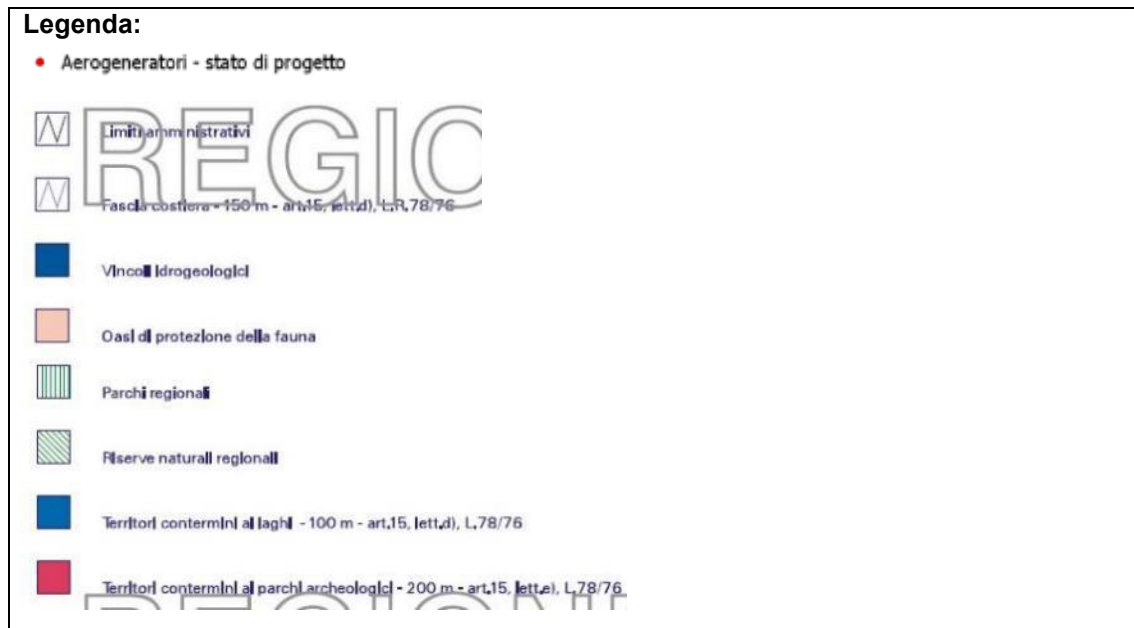 Legenda:
Aerogeneratori - stato di progetto
REGIO
Limiti amministrativi
Fascia costiera - 150 m - art.15, lett.d), L.R.78/76
Vincoli idrogeologici
Oasi di protezione della fauna
Parchi regionali
Riserve naturali regionali
Territori contermini ai laghi - 100 m - art.15, lett.d), L.78/76
Territori contermini ai parchi archeologici - 200 m - art.15, lett.e), L.78/76
REGION